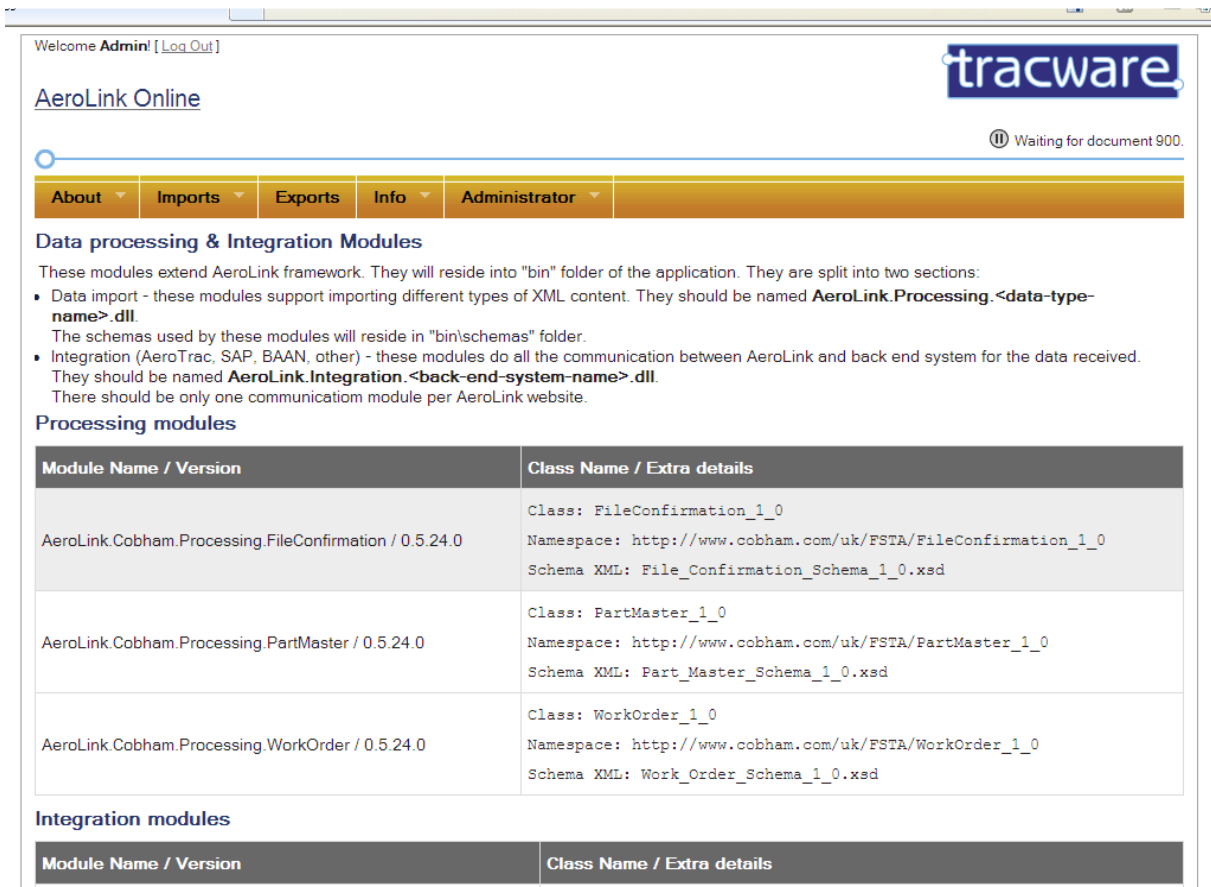 Welcome Admin! [ Log Out ]
tracware
AeroLink Online
Waiting for document 900.
About Imports Exports Info Administrator
Data processing & Integration Modules
These modules extend AeroLink framework. They will reside into "bin" folder of the application. They are split into two sections:
• Data import - these modules support importing different types of XML content. They should be named AeroLink.Processing.<data-type-
name>.dll.
The schemas used by these modules will reside in "bin\schemas" folder.
• Integration (AeroTrac, SAP, BAAN, other) - these modules do all the communication between AeroLink and back end system for the data received.
They should be named AeroLink.Integration.<back-end-system-name>.dll.
There should be only one communicatiom module per AeroLink website.
Processing modules
Module Name / Version Class Name / Extra details
Class: FileConfirmation_1_0
AeroLink.Cobham.Processing.FileConfirmation / 0.5.24.0 Namespace: http://www.cobham.com/uk/FSTA/FileConfirmation_1_0
Schema XML: File_Confirmation_Schema_1_0.xsd
Class: PartMaster_1_0
AeroLink.Cobham.Processing.PartMaster / 0.5.24.0 Namespace: http://www.cobham.com/uk/FSTA/PartMaster_1_0
Schema XML: Part_Master_Schema_1_0.xsd
Class: WorkOrder_1_0
AeroLink.Cobham.Processing.WorkOrder / 0.5.24.0 Namespace: http://www.cobham.com/uk/FSTA/WorkOrder_1_0
Schema XML: Work_Order_Schema_1_0.xsd
Integration modules
Module Name / Version Class Name / Extra details